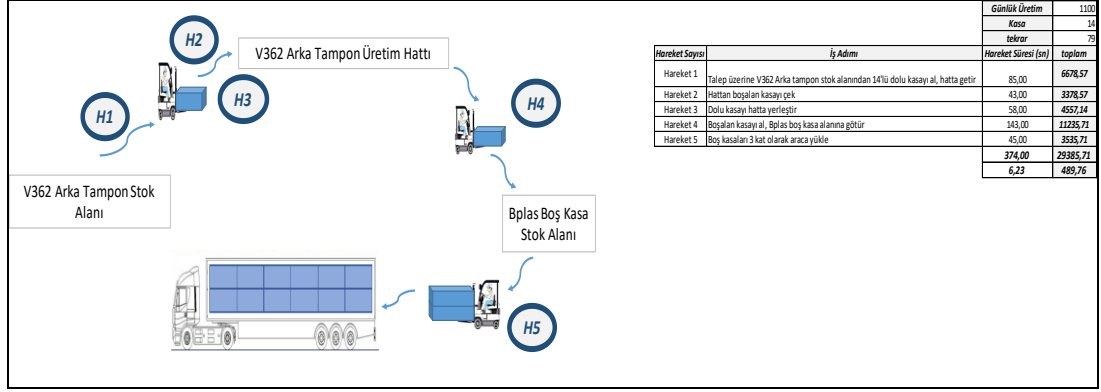 H2
V362 Arka Tampon Üretim Hattı
H3
H4
H1
V362 Arka Tampon Stok
Alanı
Bplas Boş Kasa
Stok Alanı
H5
Günlük Üretim 1100
Kasa 14
tekrar 79
Hareket Sayısı İş Adımı Hareket Süresi (sn) toplam
Hareket 1 Talep üzerine V362 Arka tampon stok alanından 14'lü dolu kasayı al, hatta getir 85,00 6678,57
Hareket 2 Hattan boşalan kasayı çek 43,00 3378,57
Hareket 3 Dolu kasayı hatta yerleştir 58,00 4557,14
Hareket 4 Boşalan kasayı al, Bplas boş kasa alanına götür 143,00 11235,71
Hareket 5 Boş kasaları 3 kat olarak araca yükle 45,00 3535,71
374,00 29385,71
6,23 489,76